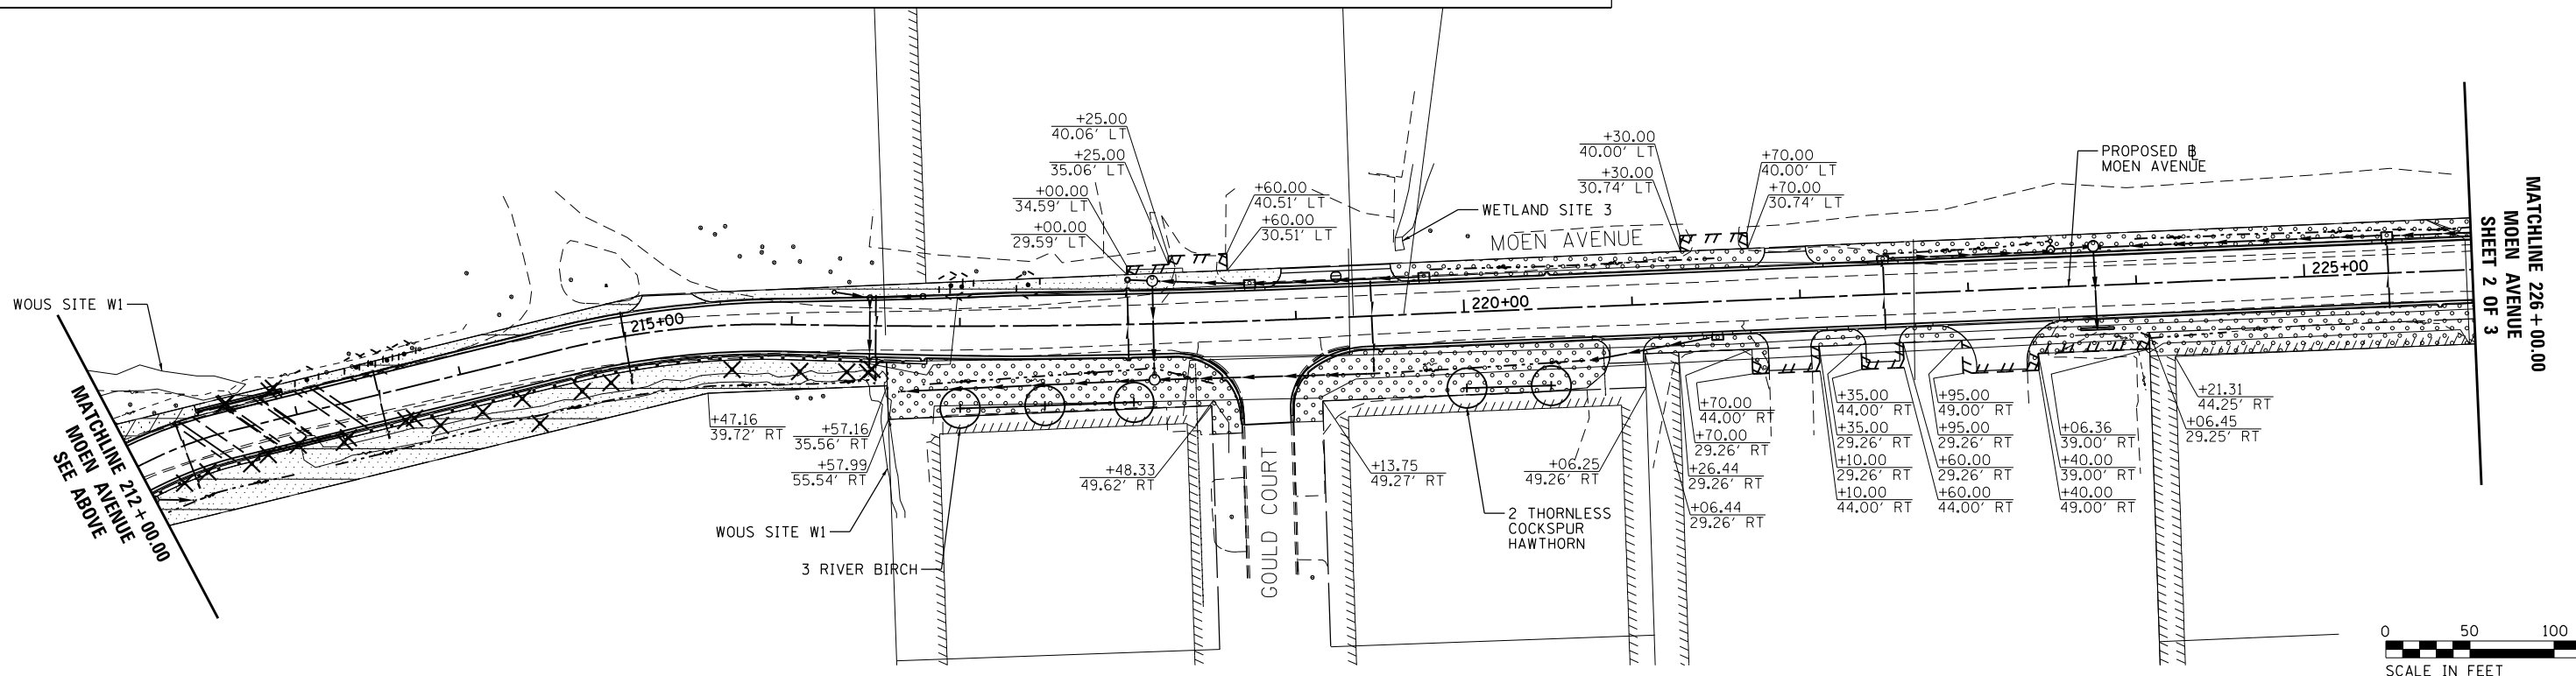 WOUS SITE W1
MATCHLINE 212+00.00
MOEN AVENUE
SEE ABOVE
215+00
+25.00
40.06' LT
+25.00
35.06' LT
+00.00
34.59' LT
+00.00
29.59' LT
+60.00
40.51' LT
+60.00
30.51' LT
WETLAND SITE 3
MOEN AVENUE
220+00
+30.00
40.00' LT
+30.00
30.74' LT
+70.00
40.00' LT
+70.00
30.74' LT
PROPOSED ⅊
MOEN AVENUE
225+00
MATCHLINE 226+00.00
MOEN AVENUE
SHEET 2 OF 3
+47.16
39.72' RT
+57.16
35.56' RT
+57.99
55.54' RT
WOUS SITE W1
3 RIVER BIRCH
+48.33
49.62' RT
GOULD COURT
+13.75
49.27' RT
+06.25
49.26' RT
2 THORNLESS
COCKSPUR
HAWTHORN
+70.00
44.00' RT
+70.00
29.26' RT
+26.44
29.26' RT
+06.44
29.26' RT
+35.00
44.00' RT
+35.00
29.26' RT
+10.00
29.26' RT
+10.00
44.00' RT
+95.00
49.00' RT
+95.00
29.26' RT
+60.00
29.26' RT
+60.00
44.00' RT
+06.36
39.00' RT
+40.00
39.00' RT
+40.00
49.00' RT
+21.31
44.25' RT
+06.45
29.25' RT
0 50 100
SCALE IN FEET